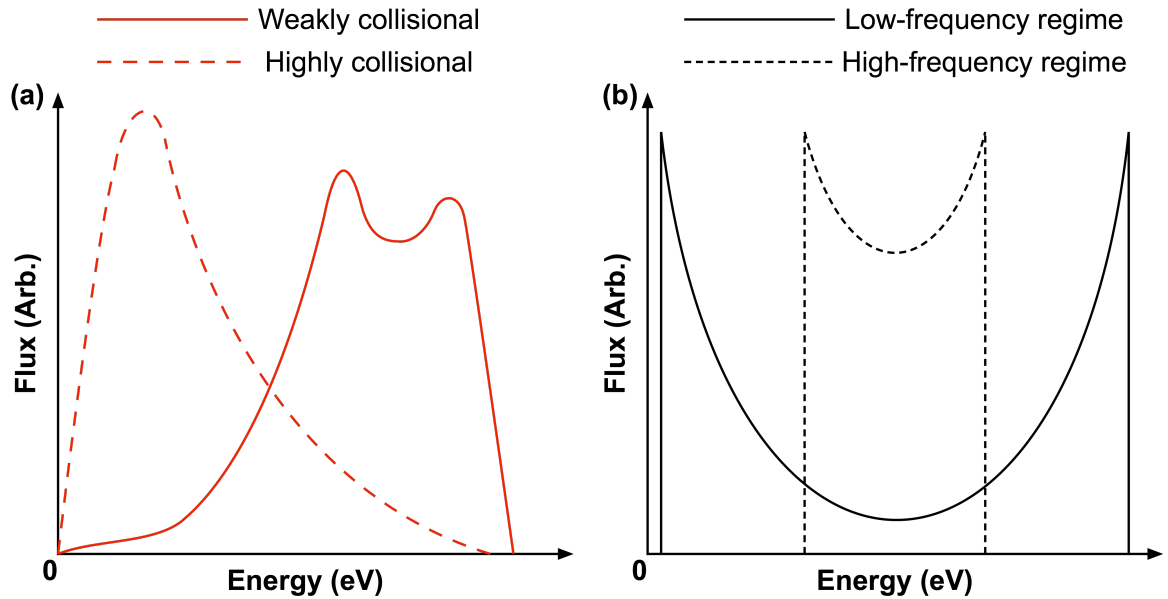 Weakly collisional
Highly collisional
(a)
Flux (Arb.)
0
Energy (eV)
Low-frequency regime
High-frequency regime
(b)
Flux (Arb.)
0
Energy (eV)